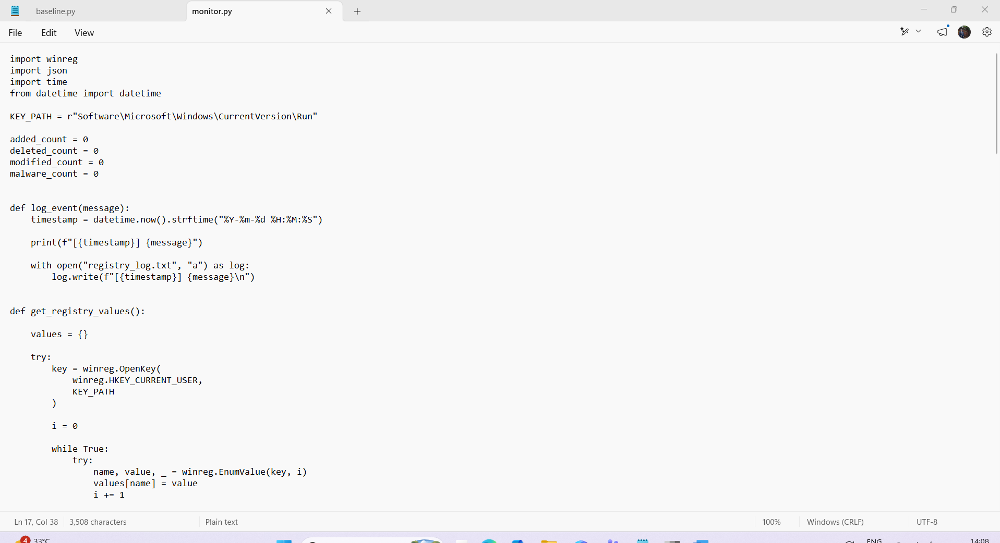 baseline.py
monitor.py
File Edit View
import winreg
import json
import time
from datetime import datetime
KEY_PATH = r"Software\Microsoft\Windows\CurrentVersion\Run"
added_count = 0
deleted_count = 0
modified_count = 0
malware_count = 0
def log_event(message):
    timestamp = datetime.now().strftime("%Y-%m-%d %H:%M:%S")
    print(f"[{timestamp}] {message}")
    with open("registry_log.txt", "a") as log:
        log.write(f"[{timestamp}] {message}\n")
def get_registry_values():
    values = {}
    try:
        key = winreg.OpenKey(
            winreg.HKEY_CURRENT_USER,
            KEY_PATH
        )
        i = 0
        while True:
            try:
                name, value, _ = winreg.EnumValue(key, i)
                values[name] = value
                i += 1
Ln 17, Col 38 3,508 characters Plain text 100% Windows (CRLF) UTF-8
4 33°C ENG 14:08